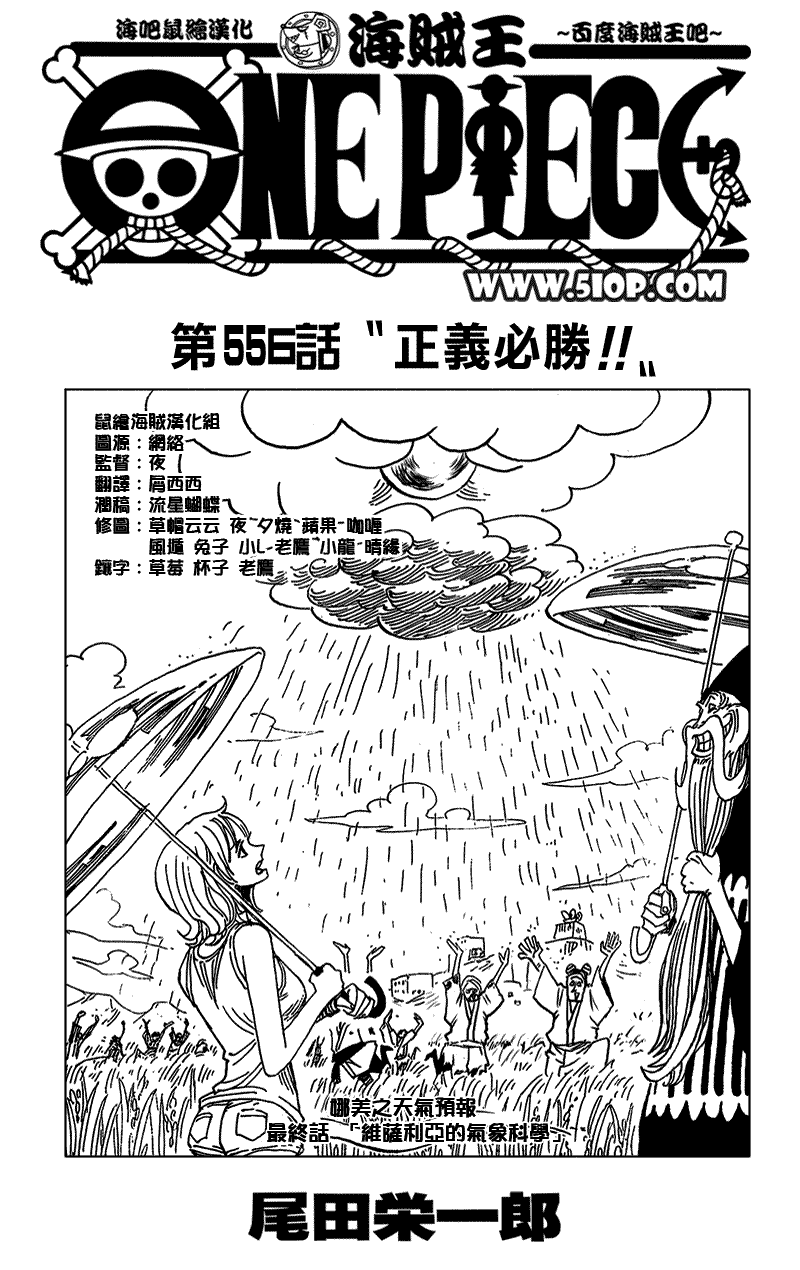 海吧鼠繪漢化
海賊王
~百度海賊王吧~
ONE PIECE
WWW.51OP.COM
第556話〝正義必勝!!〟
鼠繪海賊漢化組
圖源：網絡
監督：夜
翻譯：屑西西
潤稿：流星蝴蝶
修圖：草帽云云 夜 夕燒 蘋果 咖喱
兔子 小L 老鷹 小龍 晴緣
鑲字：草莓 杯子 老鷹
娜美之天氣預報
最終話 「維薩利亞的氣象科學」
尾田栄一郎